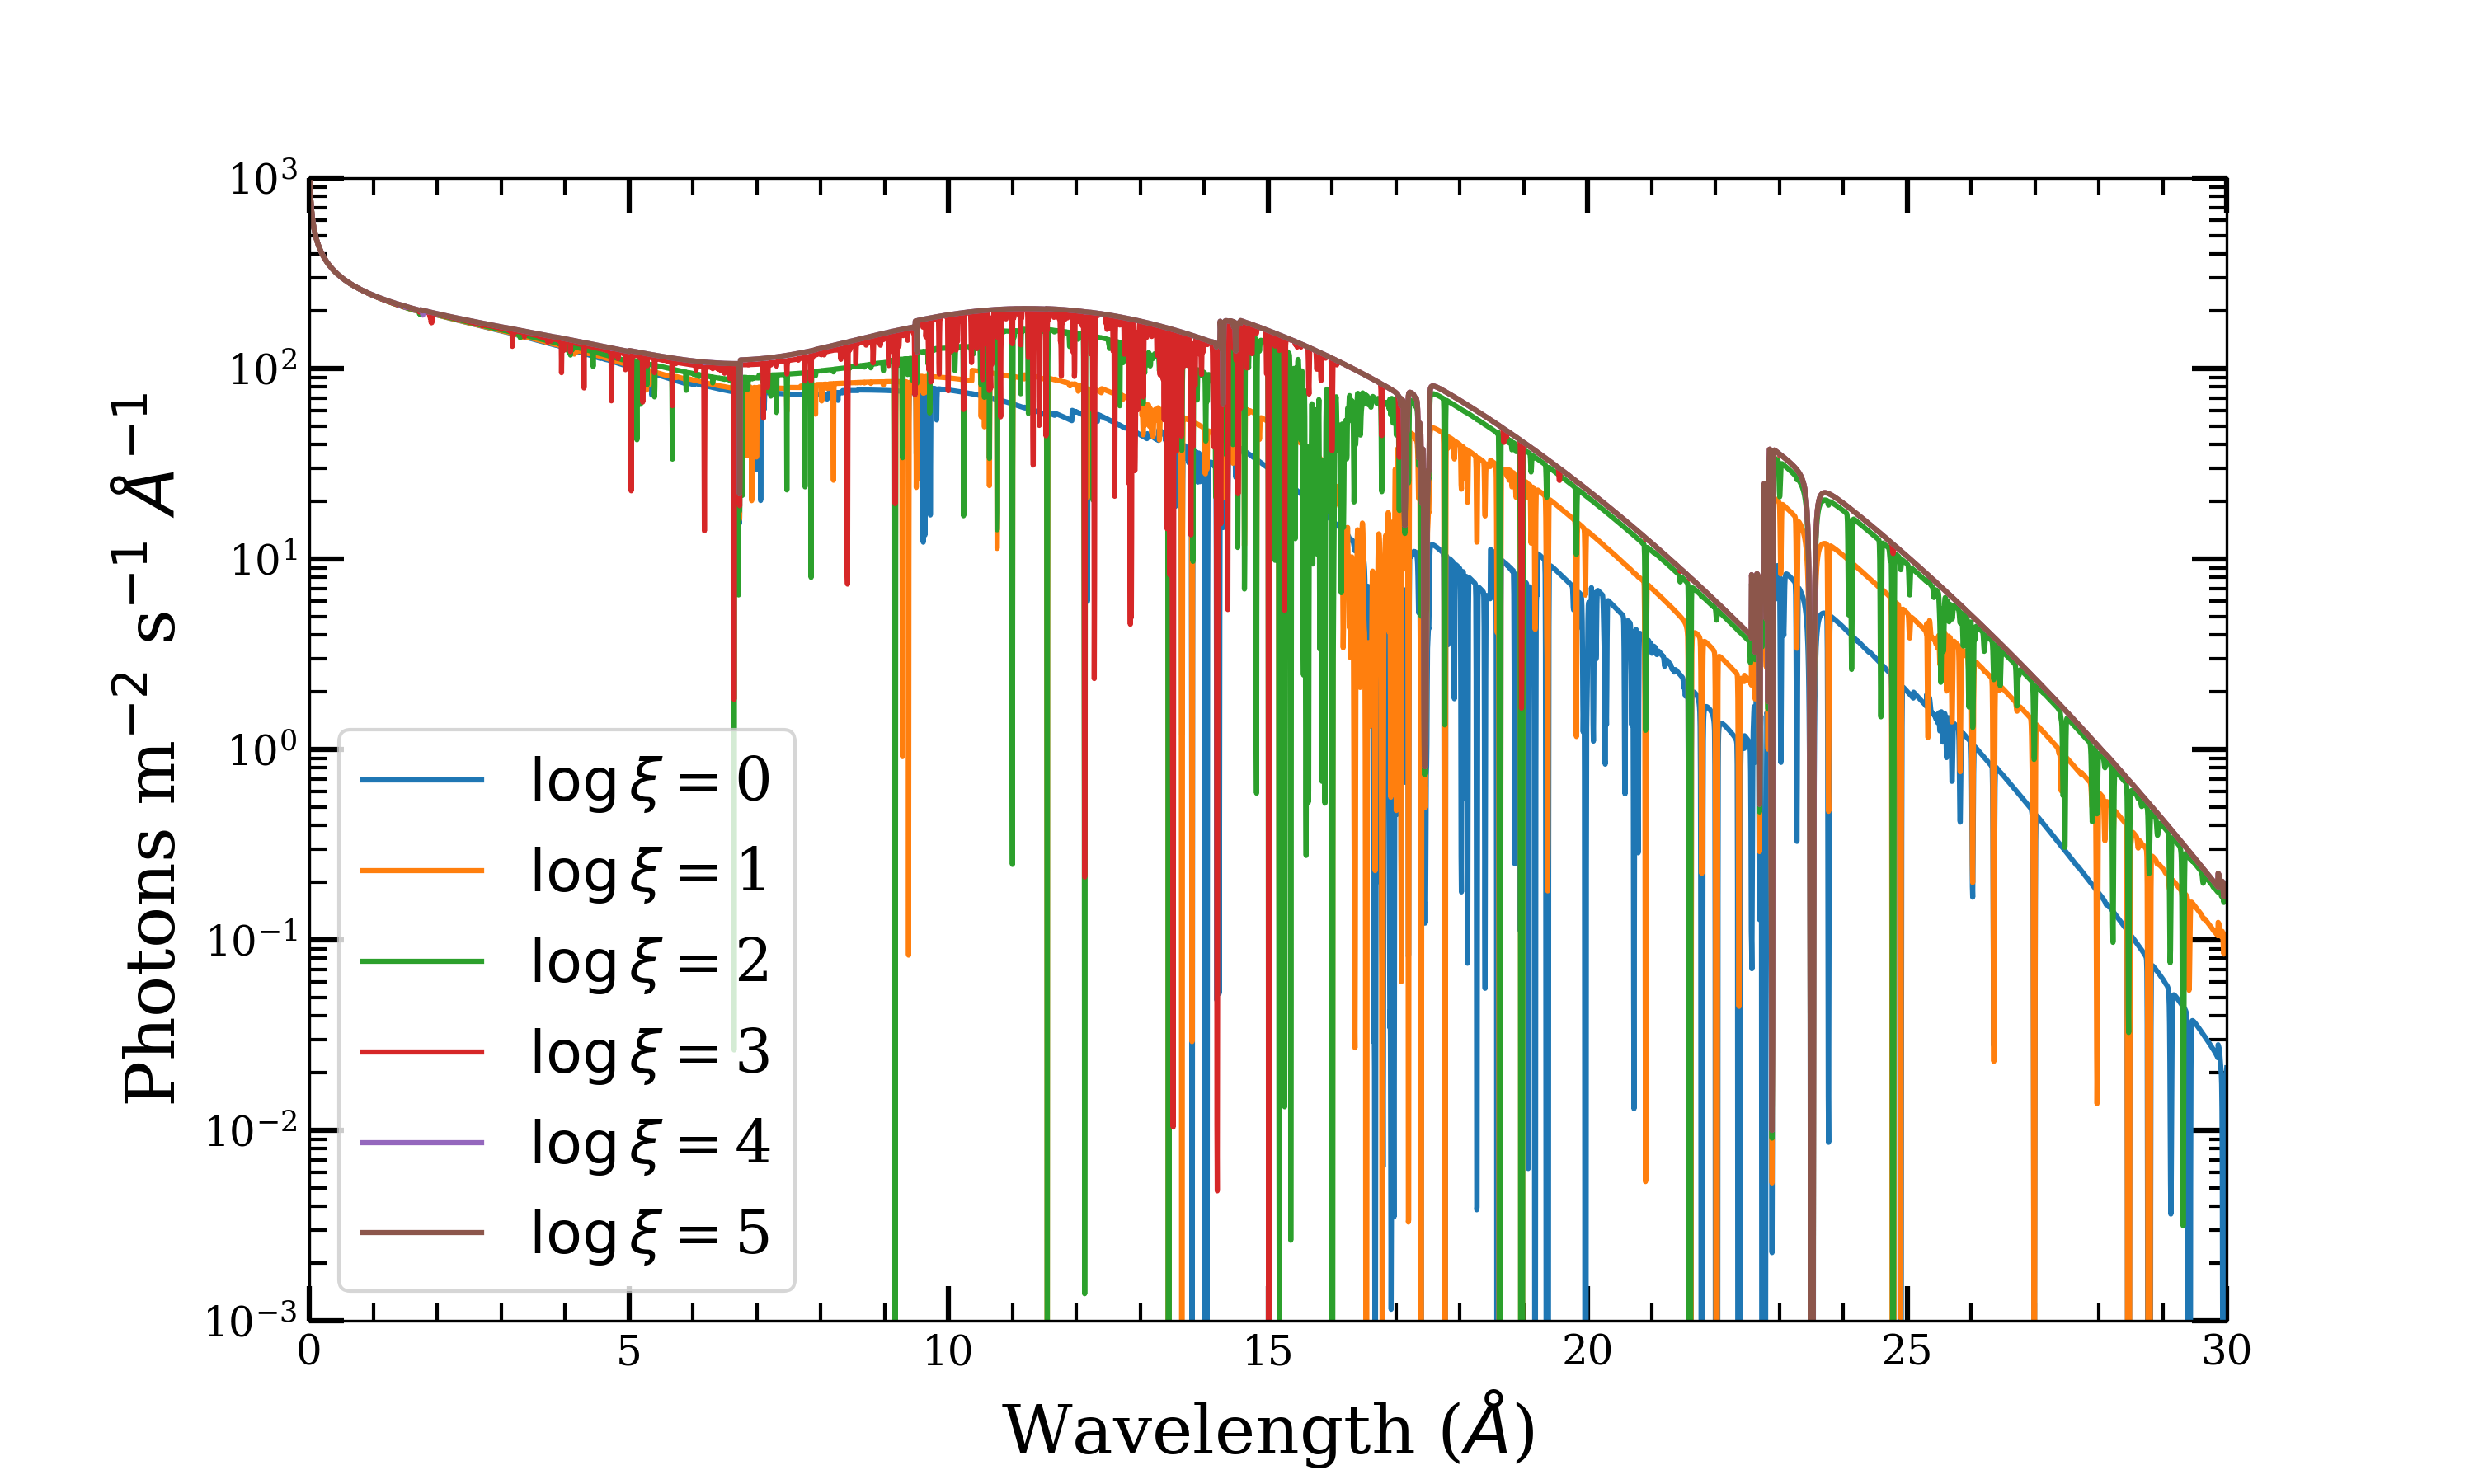 Photons m⁻² s⁻¹ Å⁻¹
10³
10²
10¹
10⁰
10⁻¹
10⁻²
10⁻³
log ξ = 0
log ξ = 1
log ξ = 2
log ξ = 3
log ξ = 4
log ξ = 5
0 5 10 15 20 25 30
Wavelength (Å)